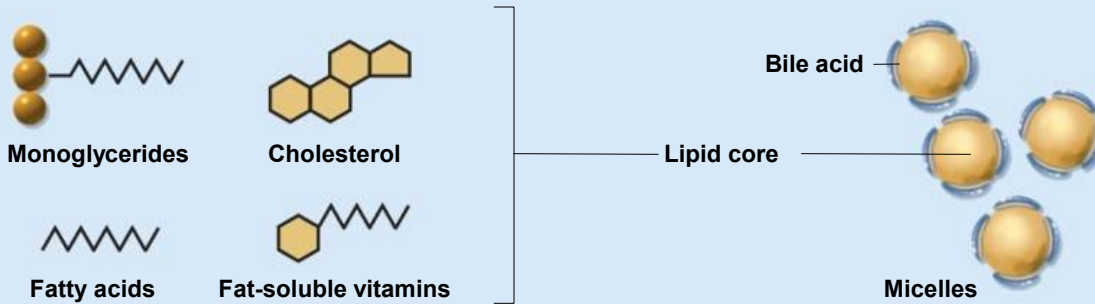 Bile acid
Monoglycerides
Cholesterol
Lipid core
Fatty acids
Fat-soluble vitamins
Micelles